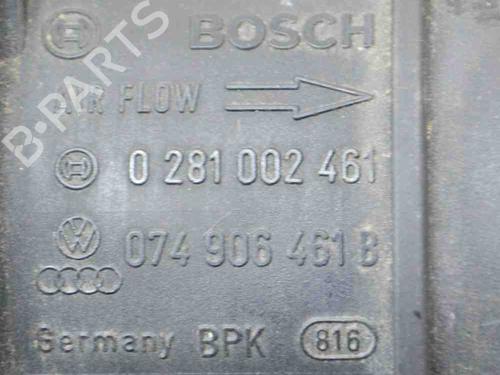 BOSCH
AIR FLOW
0 281 002 461
074 906 461 B
Germany BPK 816
B-PARTS